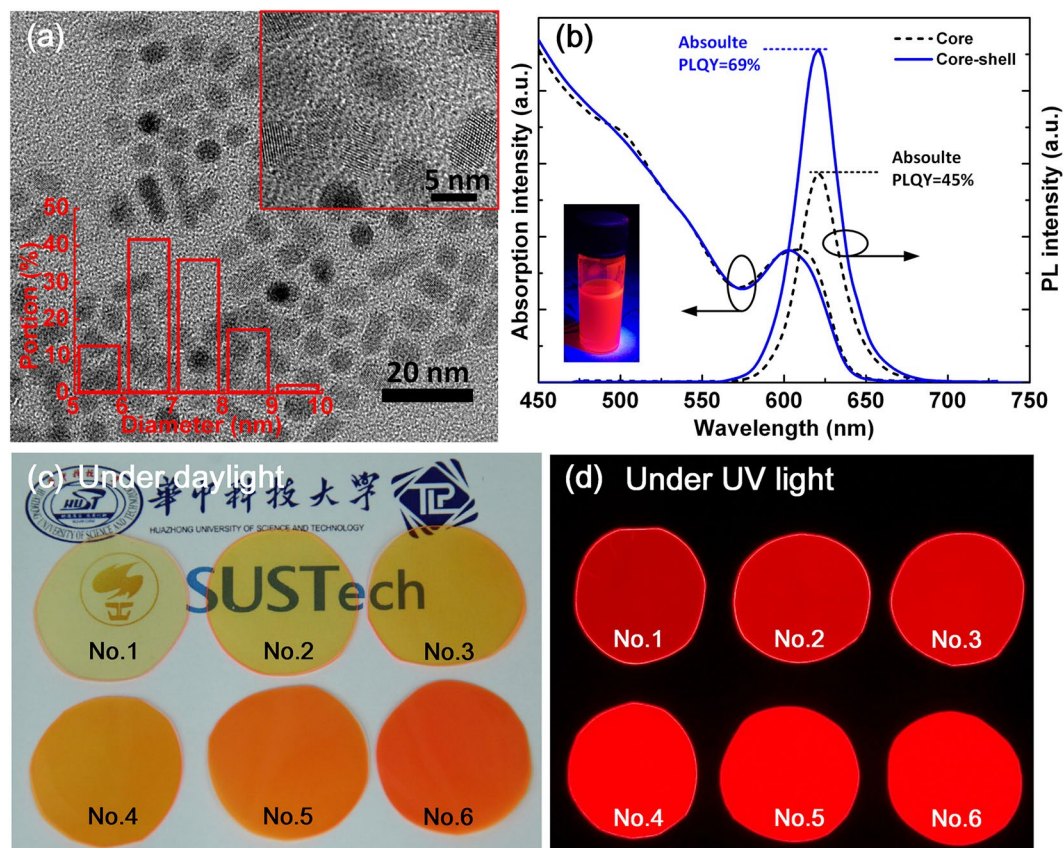 (a)
5 nm
50
40
30
20
10
0
Portion (%)
5 6 7 8 9 10
Diameter (nm)
20 nm
(b)
Absoulte
PLQY=69%
Core
Core-shell
Absoulte
PLQY=45%
Absorption intensity (a.u.)
PL intensity (a.u.)
450 500 550 600 650 700 750
Wavelength (nm)
(c) Under daylight
HUST
華中科技大学
HUAZHONG UNIVERSITY OF SCIENCE AND TECHNOLOGY
SUSTech
No.1 No.2 No.3
No.4 No.5 No.6
(d) Under UV light
No.1 No.2 No.3
No.4 No.5 No.6